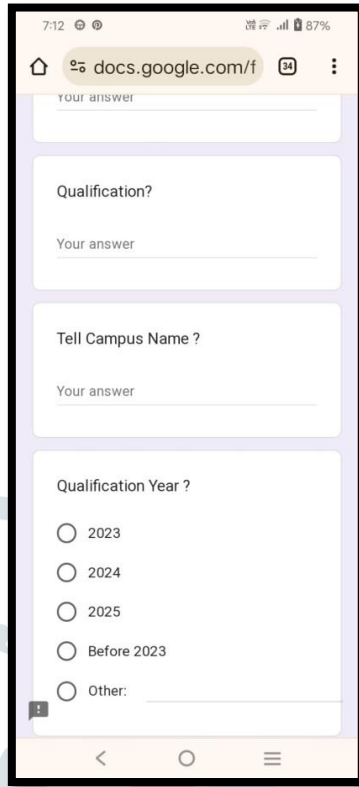 7:12 87%
docs.google.com/f 34
Your answer
Qualification?
Your answer
Tell Campus Name ?
Your answer
Qualification Year ?
2023
2024
2025
Before 2023
Other: